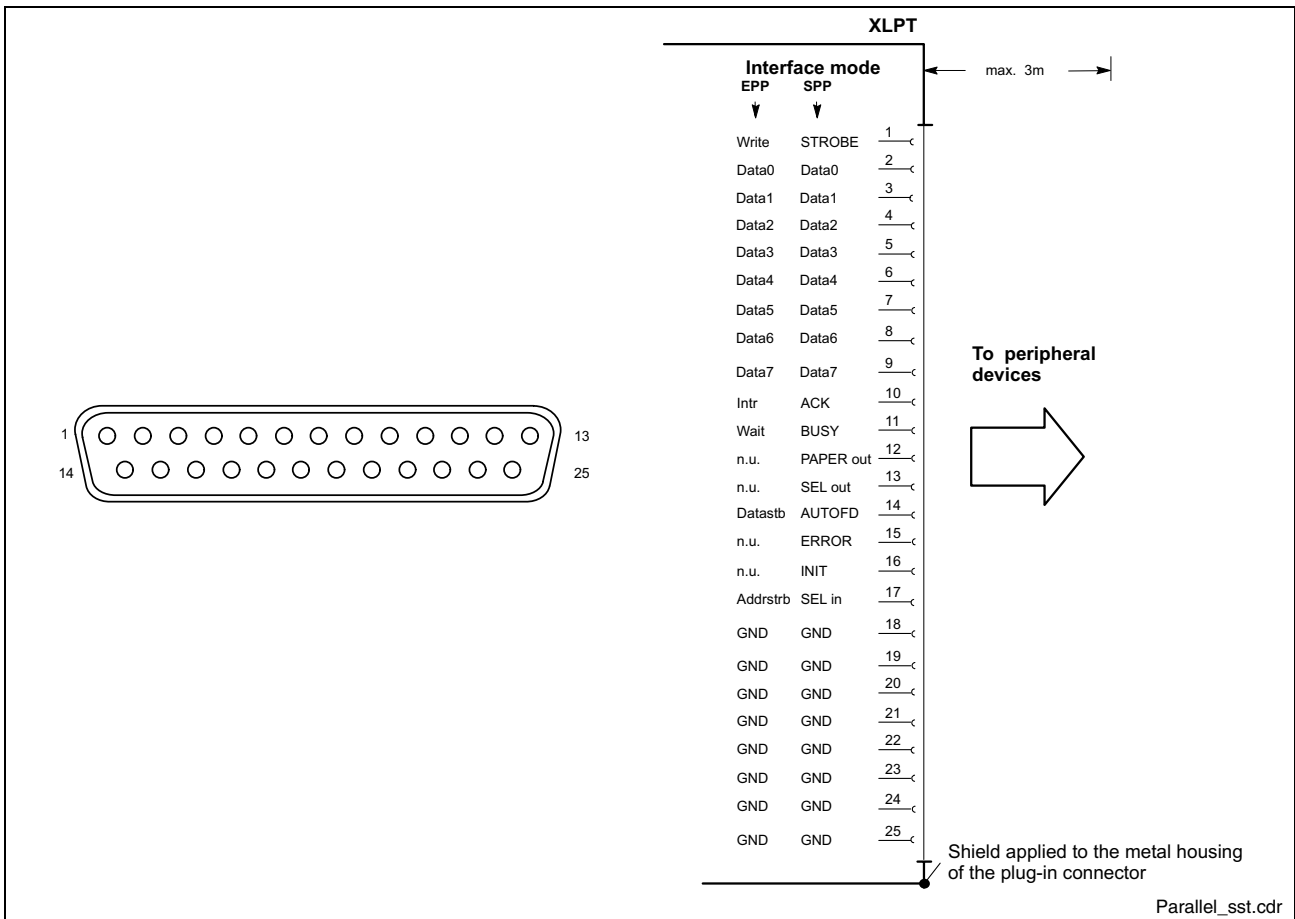 XLPT
Interface mode
max. 3m
EPP SPP
Write STROBE 1
Data0 Data0 2
Data1 Data1 3
Data2 Data2 4
Data3 Data3 5
Data4 Data4 6
Data5 Data5 7
Data6 Data6 8
Data7 Data7 9
Intr ACK 10
Wait BUSY 11
n.u. PAPER out 12
n.u. SEL out 13
Datastb AUTOFD 14
n.u. ERROR 15
n.u. INIT 16
Addrstrb SEL in 17
GND GND 18
GND GND 19
GND GND 20
GND GND 21
GND GND 22
GND GND 23
GND GND 24
GND GND 25
To peripheral
devices
1 13
14 25
Shield applied to the metal housing
of the plug-in connector
Parallel_sst.cdr